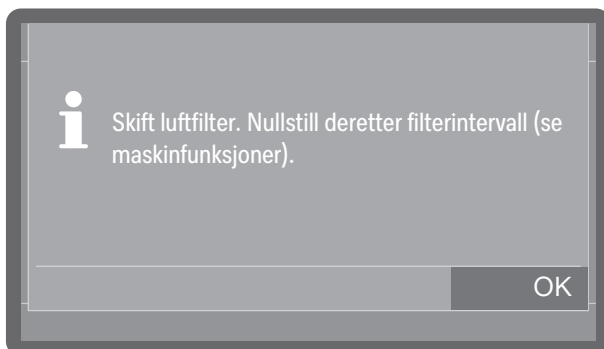 Skift luftfilter. Nullstill deretter filterintervall (se
maskinfunksjoner).
OK